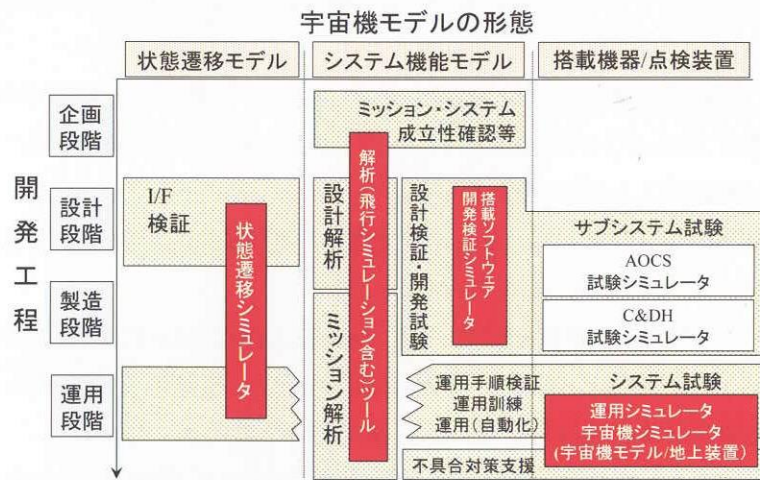 宇宙機モデルの形態
状態遷移モデル
システム機能モデル
搭載機器/点検装置
開発工程
企画
段階
設計
段階
製造
段階
運用
段階
I/F
検証
状態遷移シミュレータ
ミッション・システム
成立性確認等
解析(飛行シミュレーション含む)ツール
設計解析
ミッション解析
設計検証・開発試験
搭載ソフトウェア
開発検証シミュレータ
サブシステム試験
AOCS
試験シミュレータ
C&DH
試験シミュレータ
運用手順検証
運用訓練
運用(自動化)
システム試験
運用シミュレータ
宇宙機シミュレータ
(宇宙機モデル/地上装置)
不具合対策支援